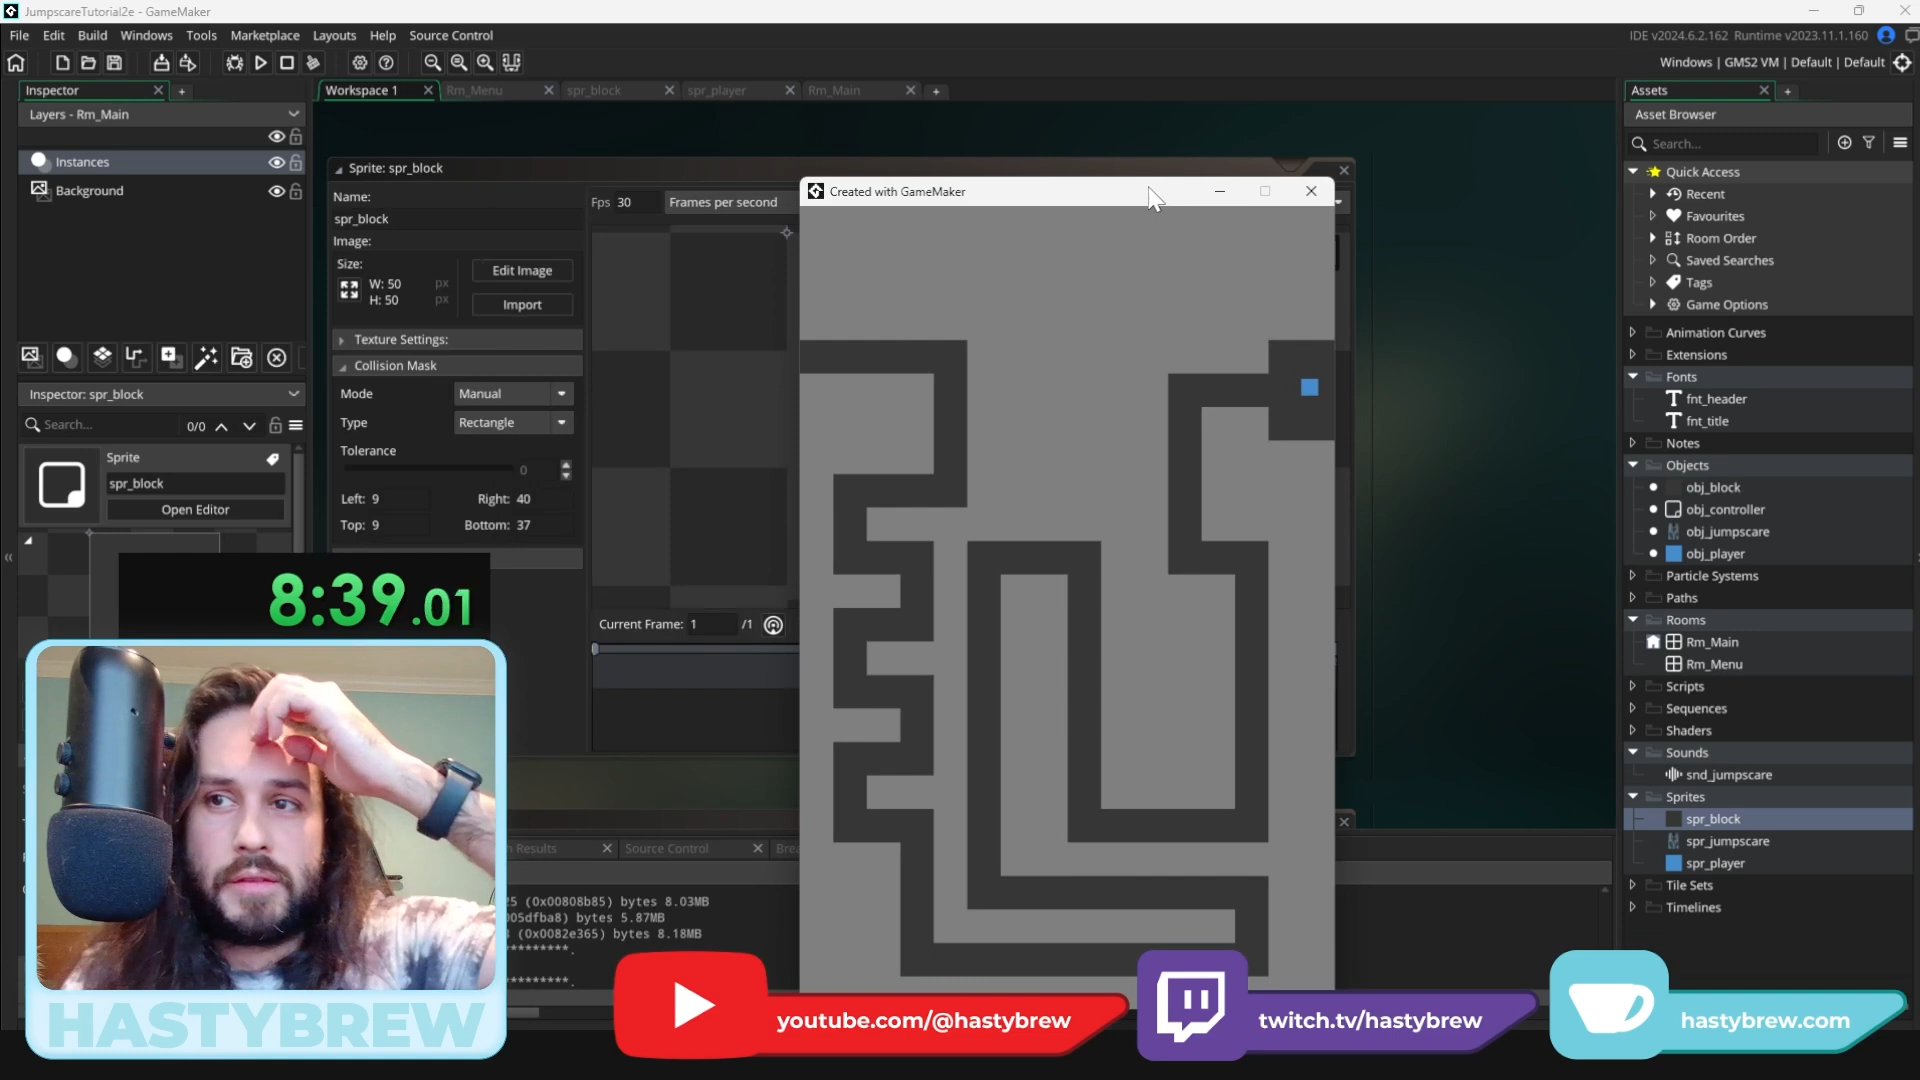 JumpscareTutorial2e - GameMaker
File Edit Build Windows Tools Marketplace Layouts Help Source Control
IDE v2024.6.2.162 Runtime v2023.11.1.160
Windows | GMS2 VM | Default | Default
Inspector
Workspace 1 Rm_Menu spr_block spr_player Rm_Main
Assets
Layers - Rm_Main
Asset Browser
Search...
Instances
Background
Sprite: spr_block
Name:
spr_block
Fps 30 Frames per second
Image:
Size:
W: 50 px
H: 50 px
Edit Image
Import
Texture Settings:
Collision Mask
Mode Manual
Type Rectangle
Tolerance
0
Left: 9 Right: 40
Top: 9 Bottom: 37
Created with GameMaker
Inspector: spr_block
Search... 0/0
Sprite
spr_block
Open Editor
Current Frame: 1 /1
8:39.01
Quick Access
Recent
Favourites
Room Order
Saved Searches
Tags
Game Options
Animation Curves
Extensions
Fonts
fnt_header
fnt_title
Notes
Objects
obj_block
obj_controller
obj_jumpscare
obj_player
Particle Systems
Paths
Rooms
Rm_Main
Rm_Menu
Scripts
Sequences
Shaders
Sounds
snd_jumpscare
Sprites
spr_block
spr_jumpscare
spr_player
Tile Sets
Timelines
Results Source Control
(0x00808b85) bytes 8.03MB
bytes 5.87MB
(0x0082e365) bytes 8.18MB
HASTYBREW
youtube.com/@hastybrew
twitch.tv/hastybrew
hastybrew.com